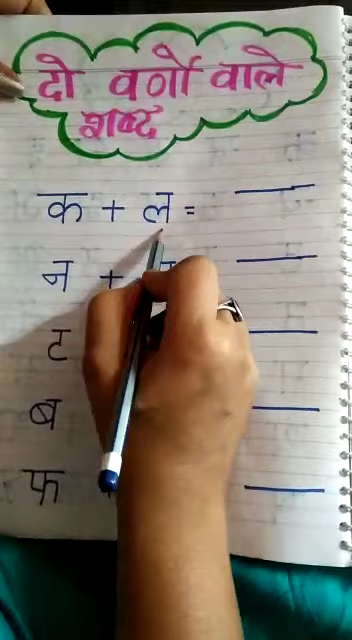 दो वर्गो वाले
शब्द
क + ल =
न +
ट
ब
फ